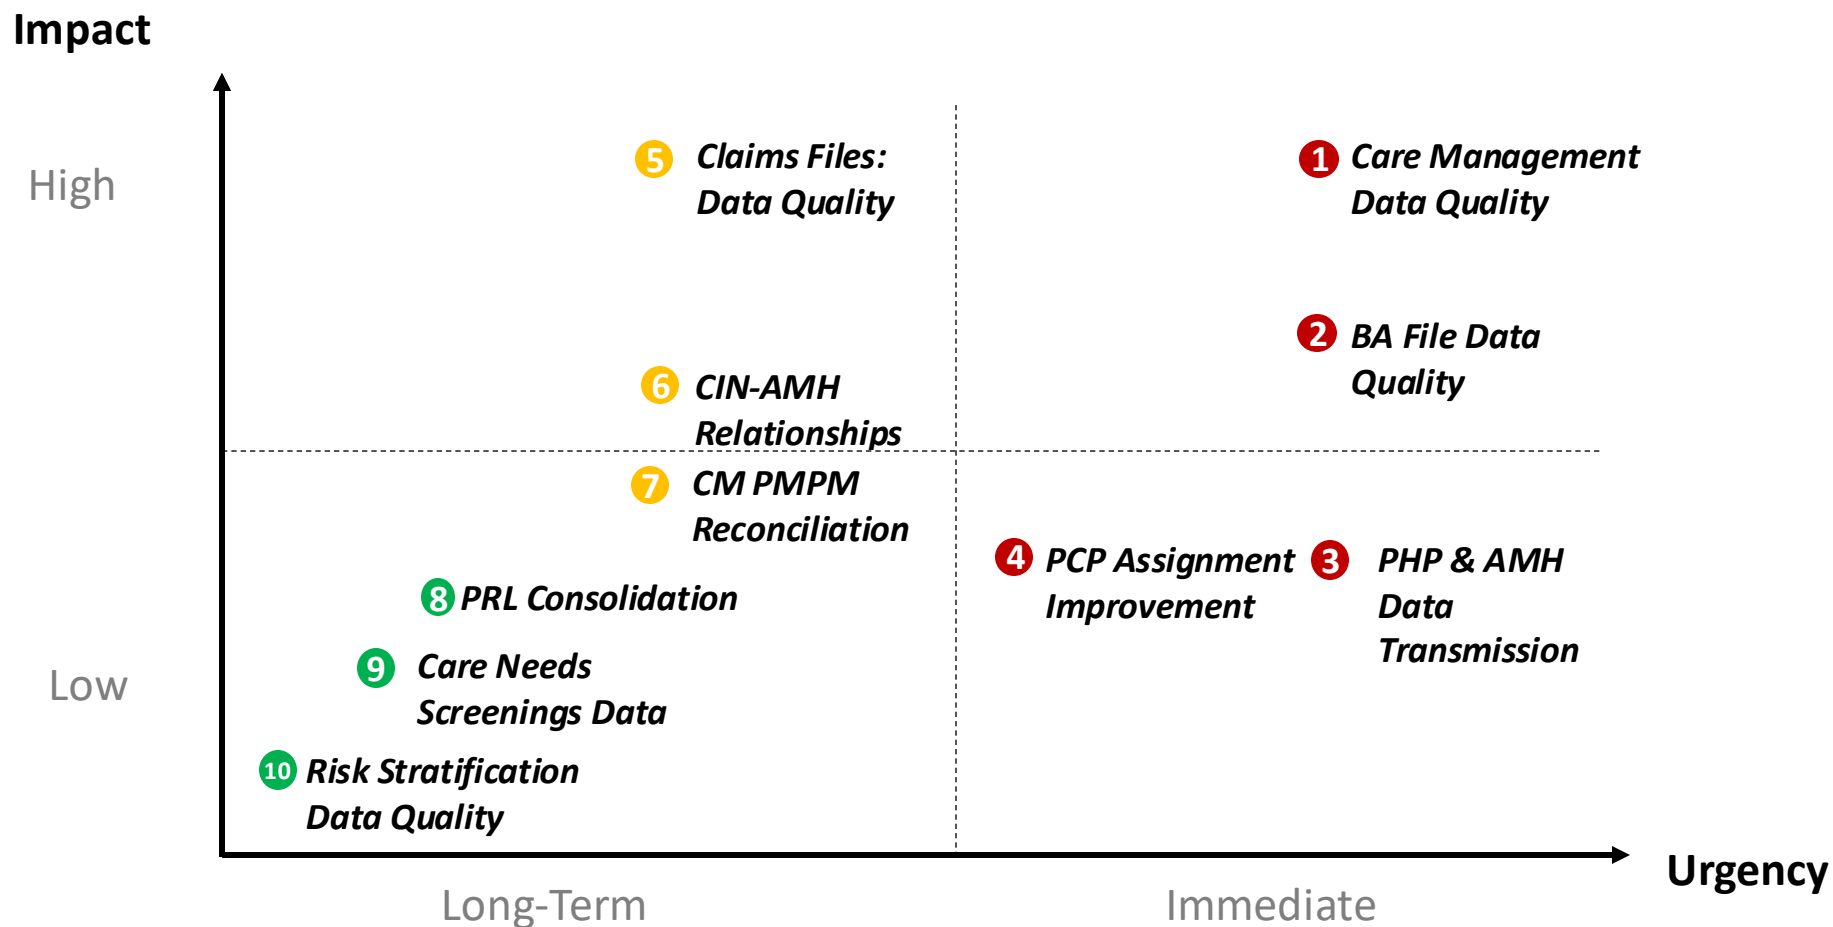 Impact
High
5
Claims Files:
Data Quality
1
Care Management
Data Quality
2
BA File Data
Quality
6
CIN-AMH
Relationships
7
CM PMPM
Reconciliation
4
PCP Assignment
Improvement
3
PHP & AMH
Data
Transmission
8
PRL Consolidation
Low
9
Care Needs
Screenings Data
10
Risk Stratification
Data Quality
Urgency
Long-Term
Immediate